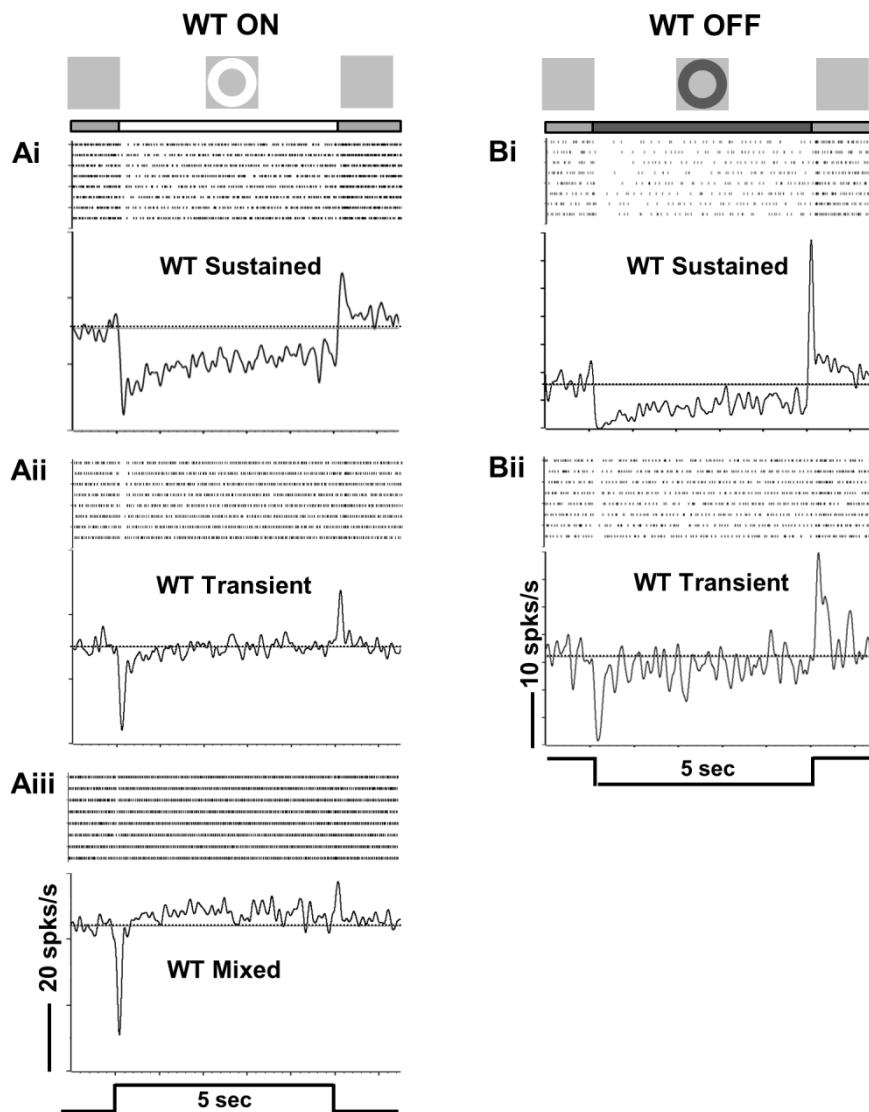 WT ON
WT OFF
Ai
WT Sustained
Bi
WT Sustained
Aii
WT Transient
Bii
WT Transient
10 spks/s
5 sec
Aiii
WT Mixed
20 spks/s
5 sec